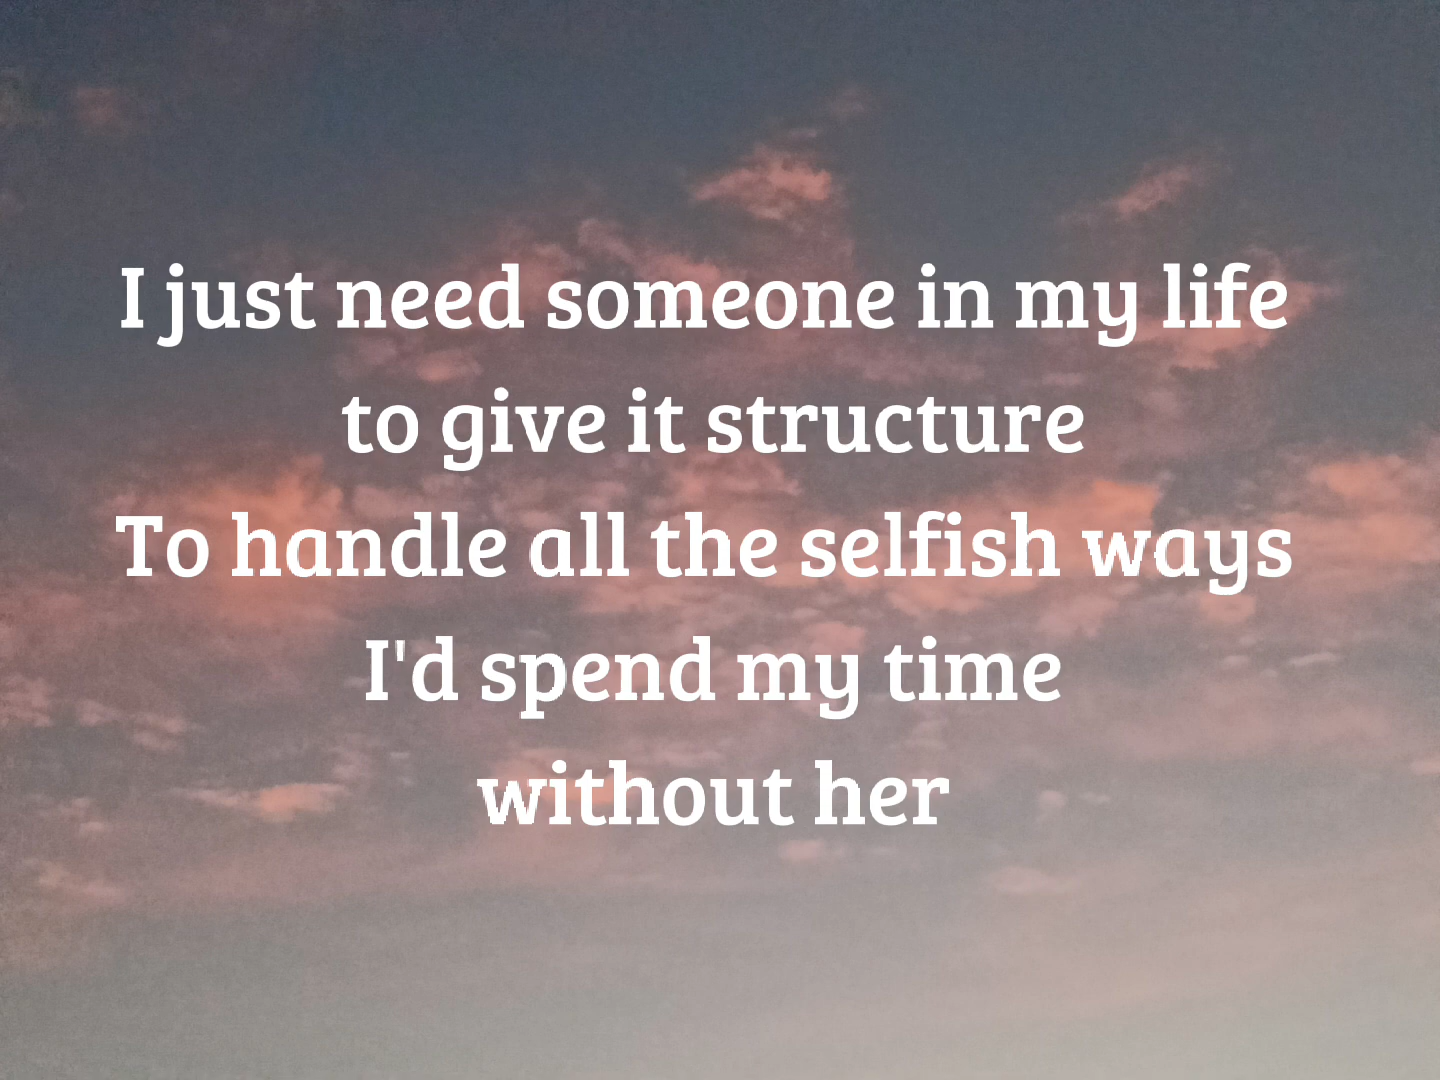 I just need someone in my life
to give it structure
To handle all the selfish ways
I'd spend my time
without her